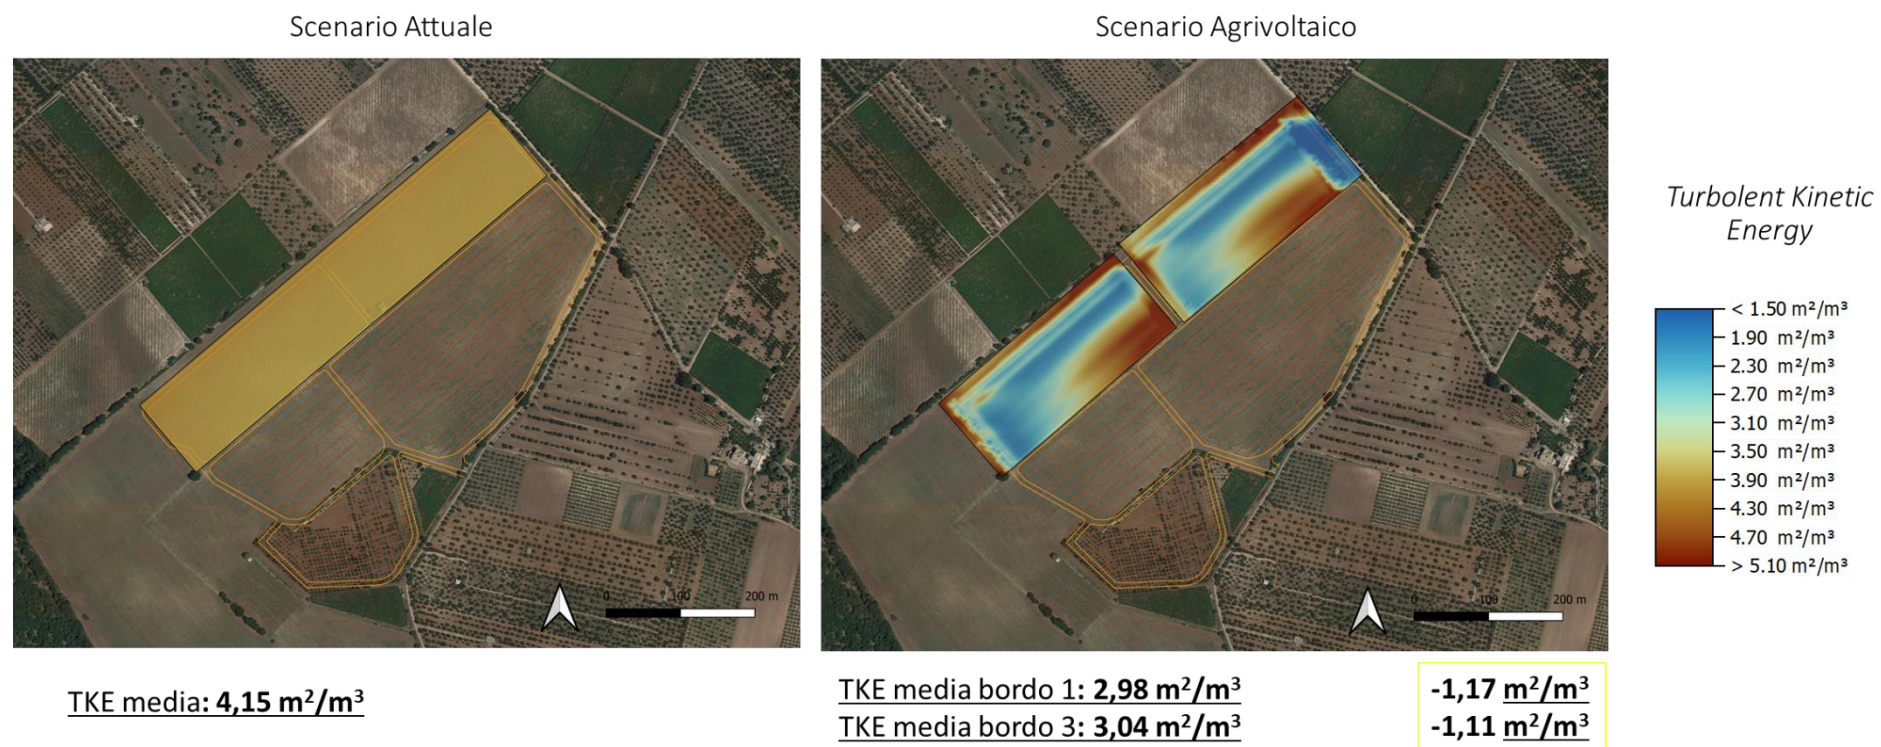 Scenario Attuale
Scenario Agrivoltaico
0 100 200 m
0 100 200 m
Turbolent Kinetic
Energy
< 1.50 m²/m³
1.90 m²/m³
2.30 m²/m³
2.70 m²/m³
3.10 m²/m³
3.50 m²/m³
3.90 m²/m³
4.30 m²/m³
4.70 m²/m³
> 5.10 m²/m³
TKE media: 4,15 m²/m³
TKE media bordo 1: 2,98 m²/m³
TKE media bordo 3: 3,04 m²/m³
-1,17 m²/m³
-1,11 m²/m³